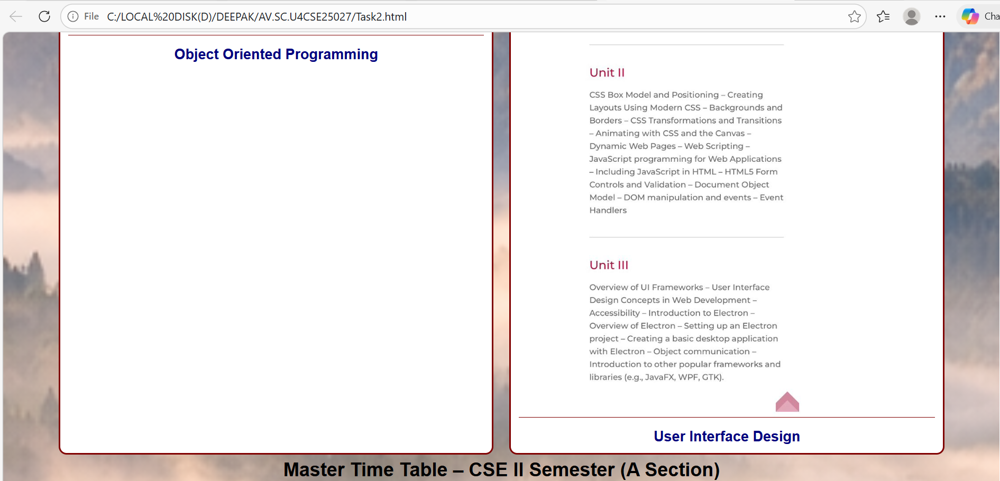 File C:/LOCAL%20DISK(D)/DEEPAK/AV.SC.U4CSE25027/Task2.html
Cha
Object Oriented Programming
Unit II
CSS Box Model and Positioning – Creating
Layouts Using Modern CSS – Backgrounds and
Borders – CSS Transformations and Transitions
– Animating with CSS and the Canvas –
Dynamic Web Pages – Web Scripting –
JavaScript programming for Web Applications
– Including JavaScript in HTML – HTML5 Form
Controls and Validation – Document Object
Model – DOM manipulation and events – Event
Handlers
Unit III
Overview of UI Frameworks – User Interface
Design Concepts in Web Development –
Accessibility – Introduction to Electron –
Overview of Electron – Setting up an Electron
project – Creating a basic desktop application
with Electron – Object communication –
Introduction to other popular frameworks and
libraries (e.g., JavaFX, WPF, GTK).
User Interface Design
Master Time Table – CSE II Semester (A Section)